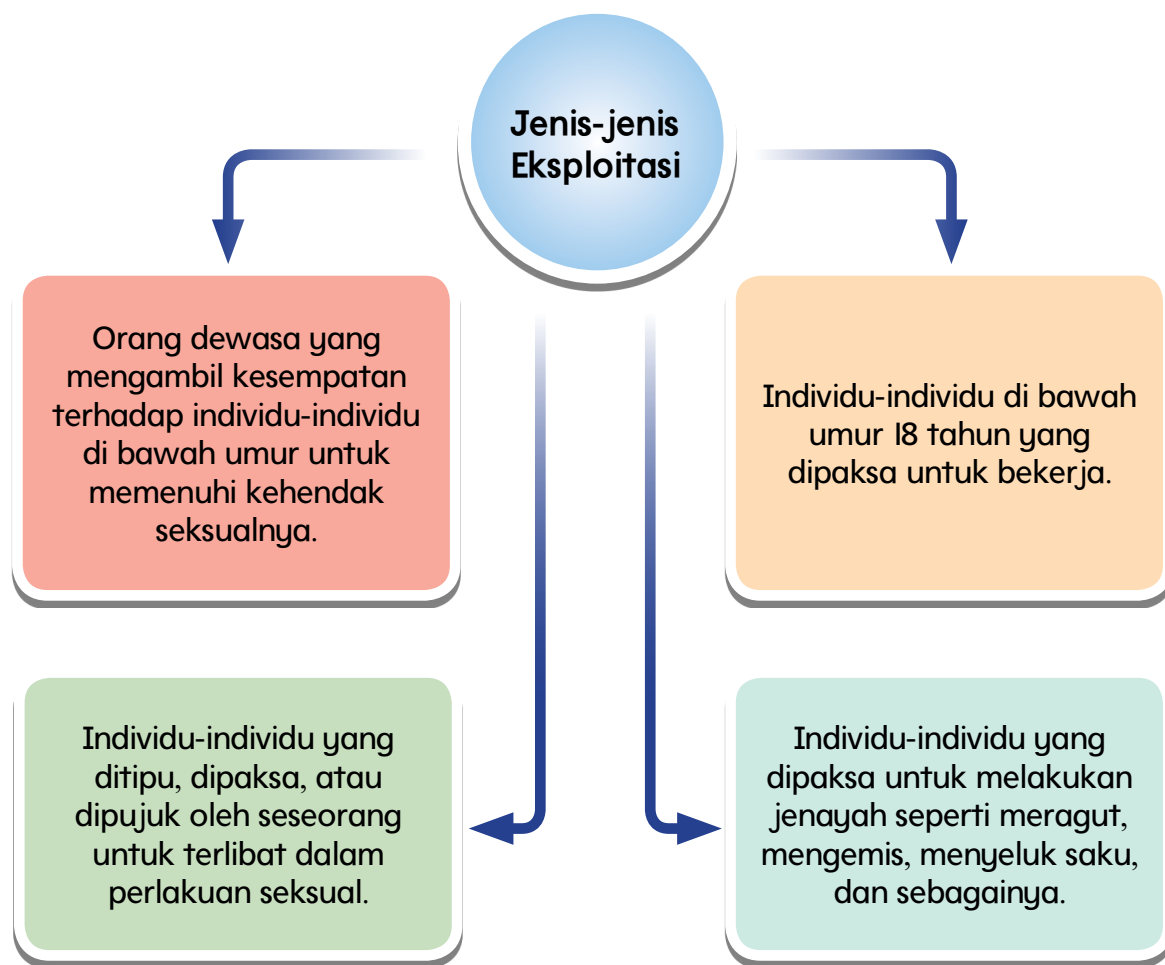 Jenis-jenis
Eksploitasi
Orang dewasa yang
mengambil kesempatan
terhadap individu-individu
di bawah umur untuk
memenuhi kehendak
seksualnya.
Individu-individu di bawah
umur 18 tahun yang
dipaksa untuk bekerja.
Individu-individu yang
ditipu, dipaksa, atau
dipujuk oleh seseorang
untuk terlibat dalam
perlakuan seksual.
Individu-individu yang
dipaksa untuk melakukan
jenayah seperti meragut,
mengemis, menyeluk saku,
dan sebagainya.